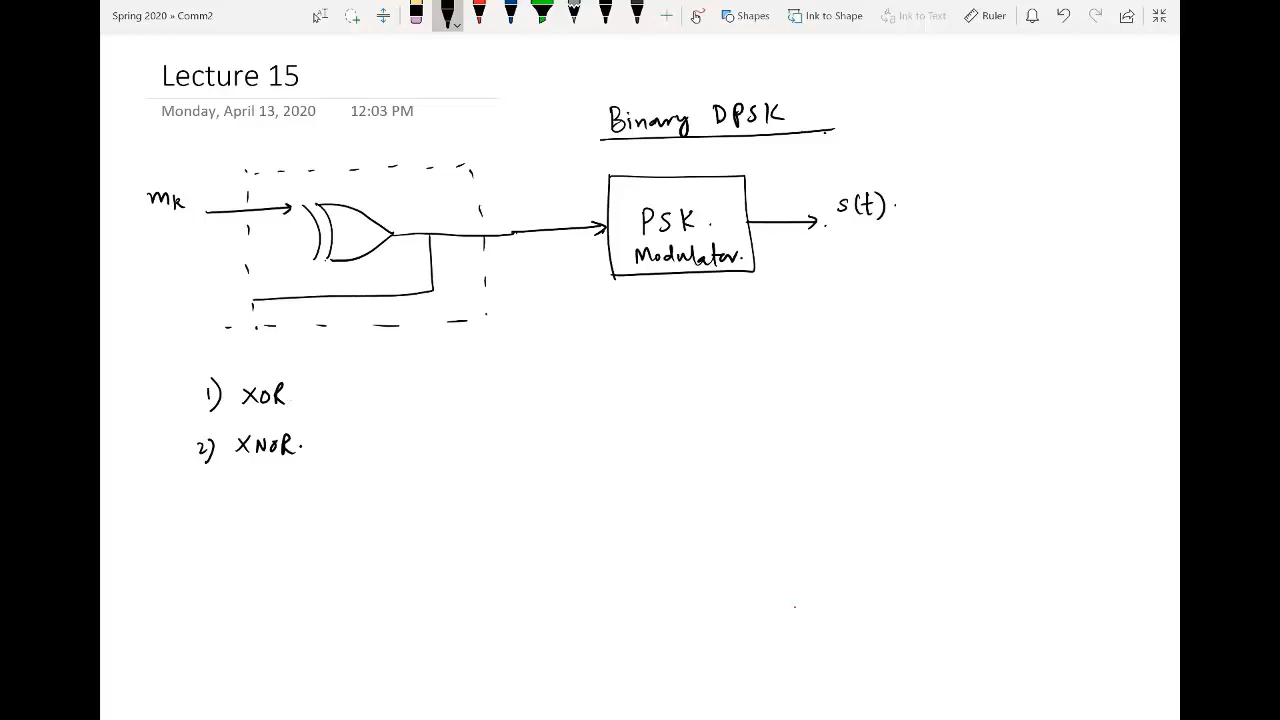 Spring 2020 » Comm2
Shapes
Ink to Shape
Ink to Text
Ruler
Lecture 15
Monday, April 13, 2020 12:03 PM
Binary DPSK
mk
PSK.
Modulator.
s(t).
1) XOR
2) XNOR.